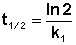 t₁/₂ = ln 2 / k₁